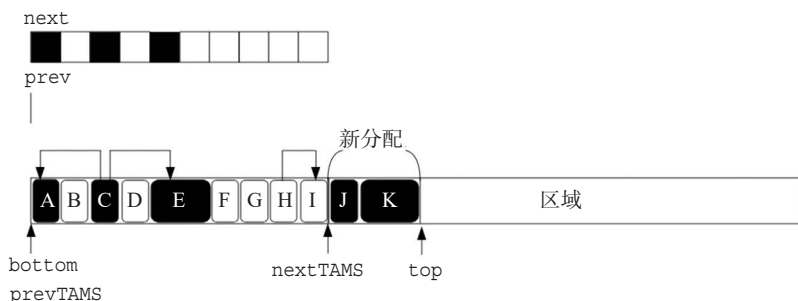 next
prev
新分配
A B C D E F G H I J K
区域
bottom
prevTAMS
nextTAMS
top